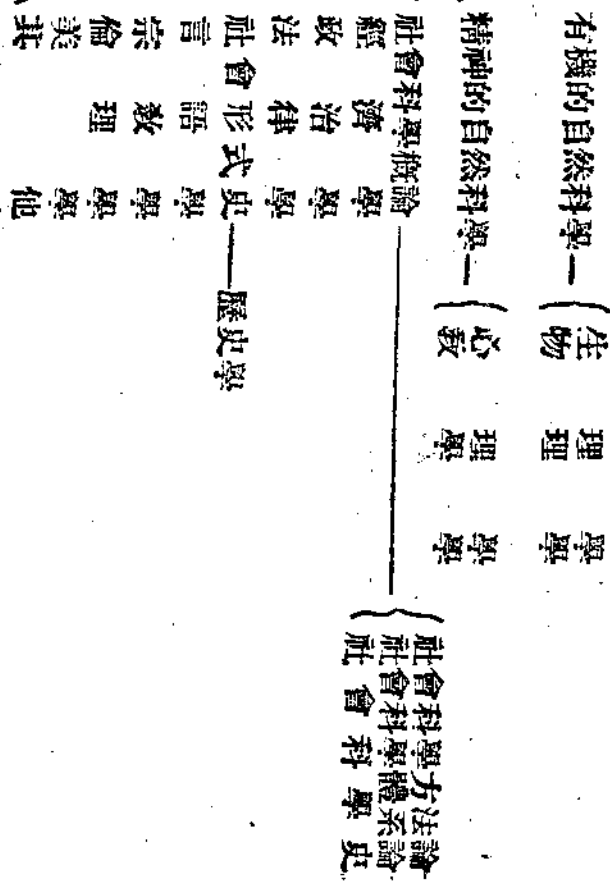 有機的自然科學—
生理學
物理學
精神的自然科學—
心理學
社會科學概論
社會科學方法論
社會科學體系論
社會科學史
經濟學
政治學
法律學
社會形式史—歷史學
言語學
宗教學
倫理學
美學
其他